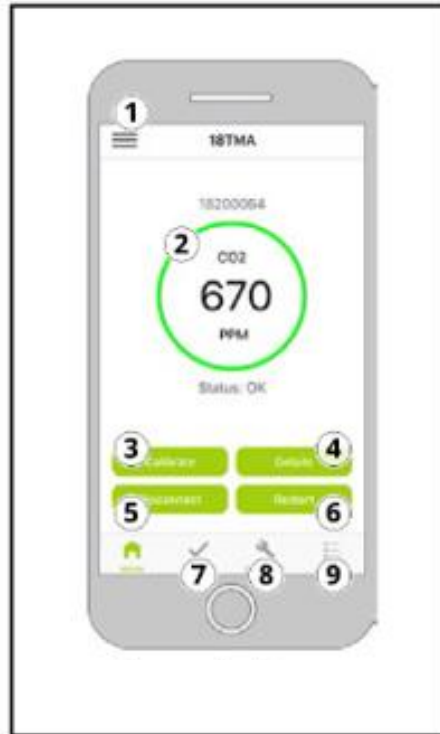 1
18TMA
18200064
2
CO2
670
PPM
Status: OK
3 Calibrate
Details 4
5
Restart 6
7 8 9